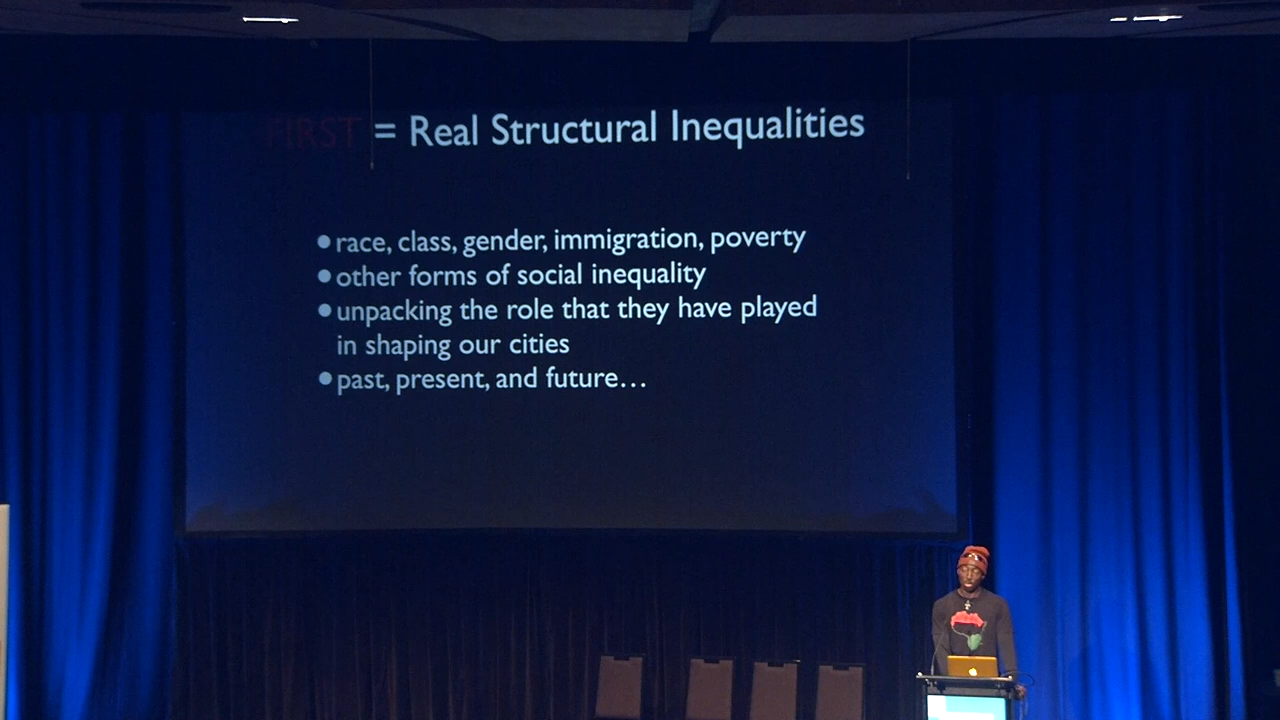 FIRST = Real Structural Inequalities
●race, class, gender, immigration, poverty
●other forms of social inequality
●unpacking the role that they have played
in shaping our cities
●past, present, and future…